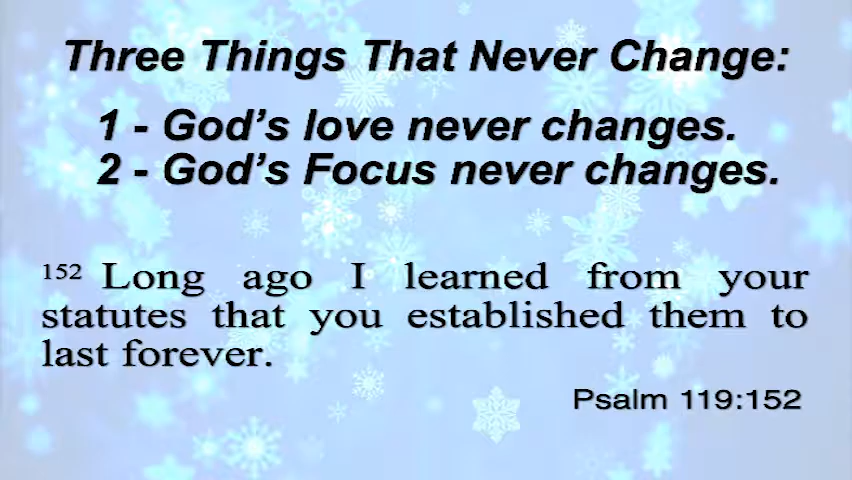 Three Things That Never Change:
1 - God's love never changes.
2 - God's Focus never changes.
152 Long ago I learned from your
statutes that you established them to
last forever.
Psalm 119:152